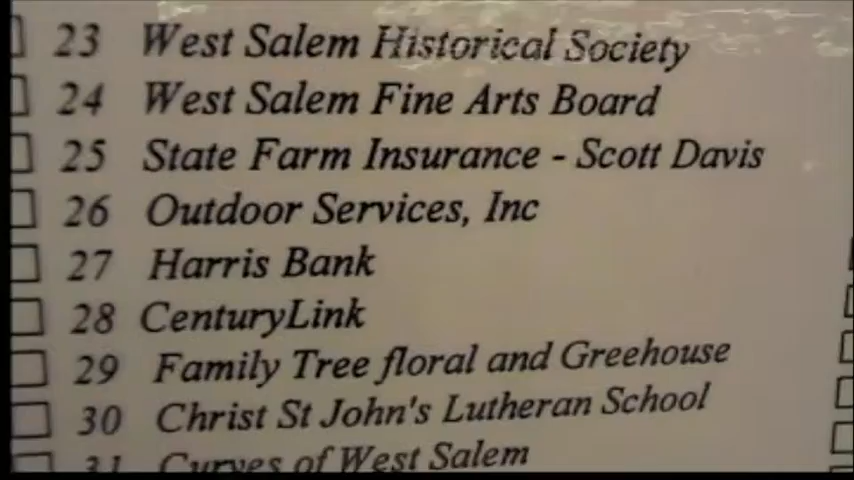 23 West Salem Historical Society
24 West Salem Fine Arts Board
25 State Farm Insurance - Scott Davis
26 Outdoor Services, Inc
27 Harris Bank
28 CenturyLink
29 Family Tree floral and Greehouse
30 Christ St John's Lutheran School
31 Curves of West Salem